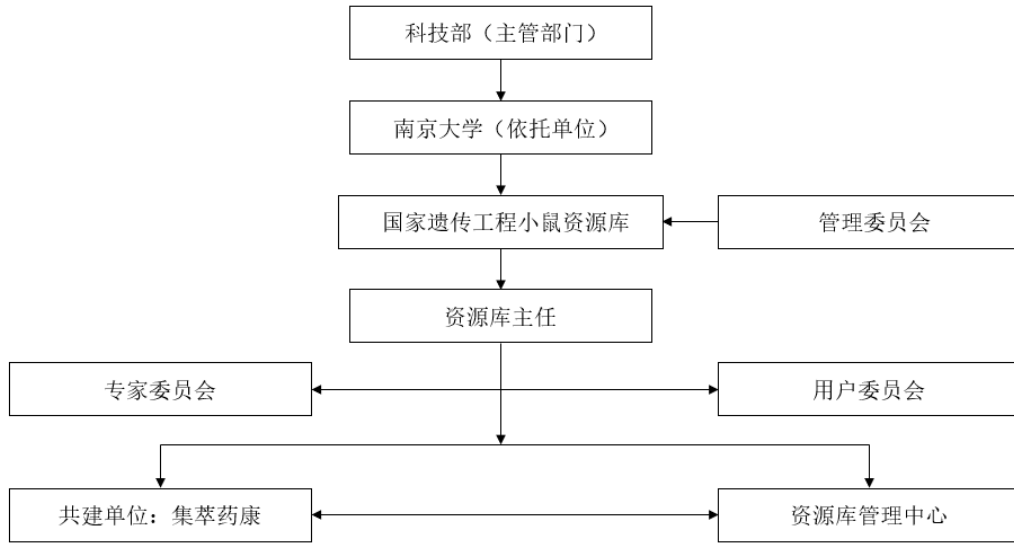 科技部（主管部门）
南京大学（依托单位）
国家遗传工程小鼠资源库
管理委员会
资源库主任
专家委员会
用户委员会
共建单位：集萃药康
资源库管理中心